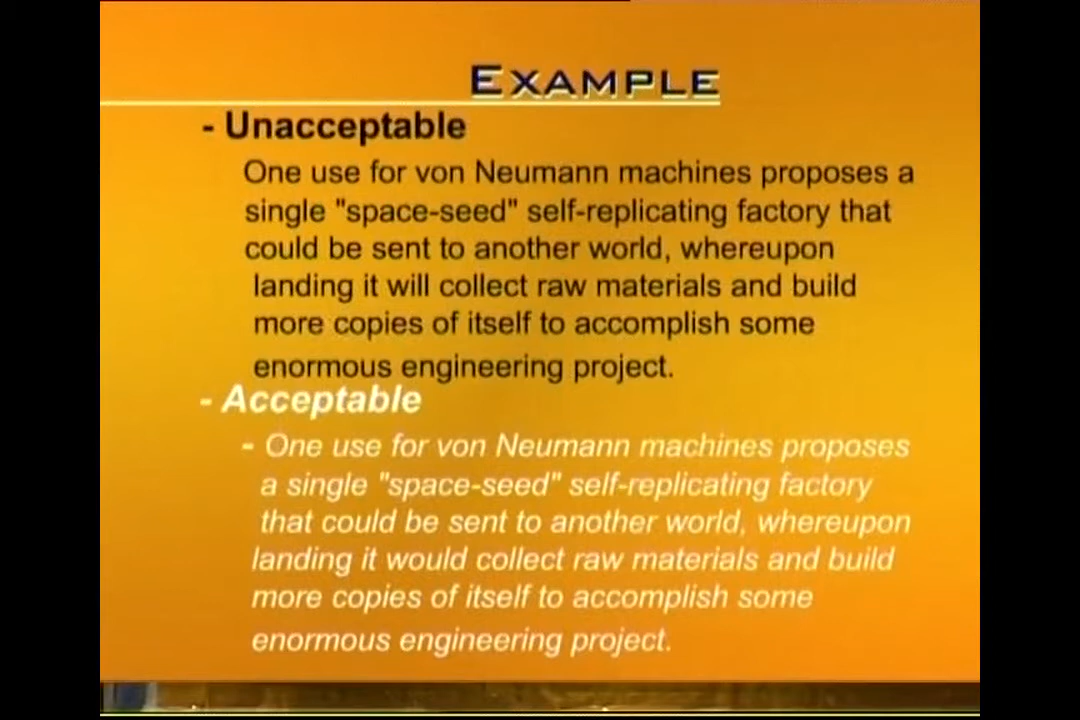 EXAMPLE
- Unacceptable
One use for von Neumann machines proposes a
single "space-seed" self-replicating factory that
could be sent to another world, whereupon
landing it will collect raw materials and build
more copies of itself to accomplish some
enormous engineering project.
- Acceptable
- One use for von Neumann machines proposes
a single "space-seed" self-replicating factory
that could be sent to another world, whereupon
landing it would collect raw materials and build
more copies of itself to accomplish some
enormous engineering project.